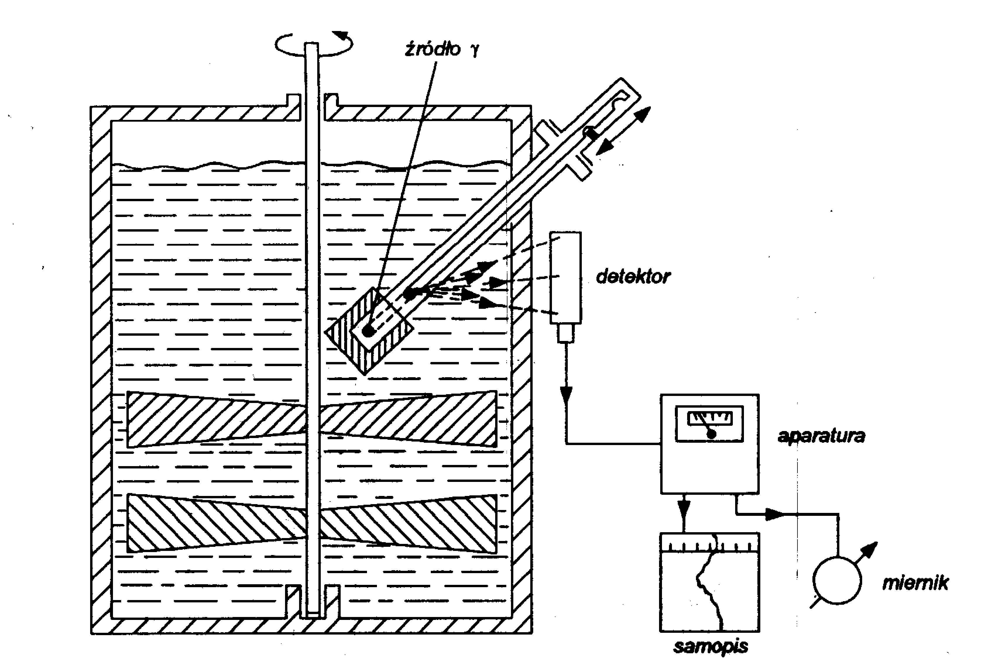 źródło γ
detektor
aparatura
miernik
samopis